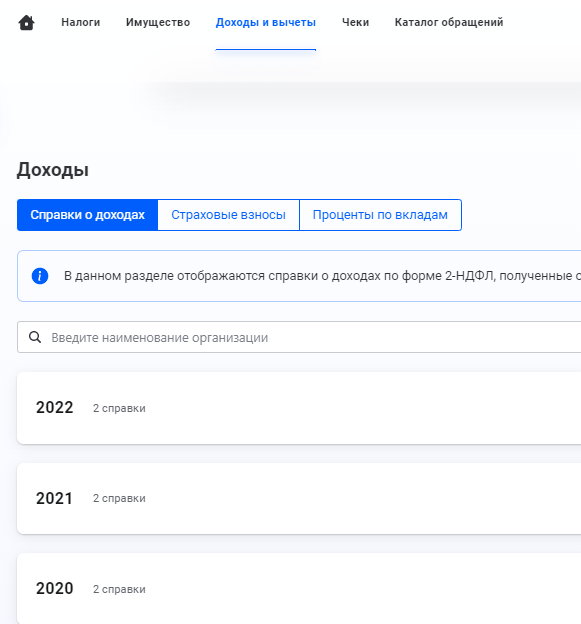 Налоги Имущество Доходы и вычеты Чеки Каталог обращений
Доходы
Справки о доходах Страховые взносы Проценты по вкладам
В данном разделе отображаются справки о доходах по форме 2-НДФЛ, полученные
Введите наименование организации
2022 2 справки
2021 2 справки
2020 2 справки